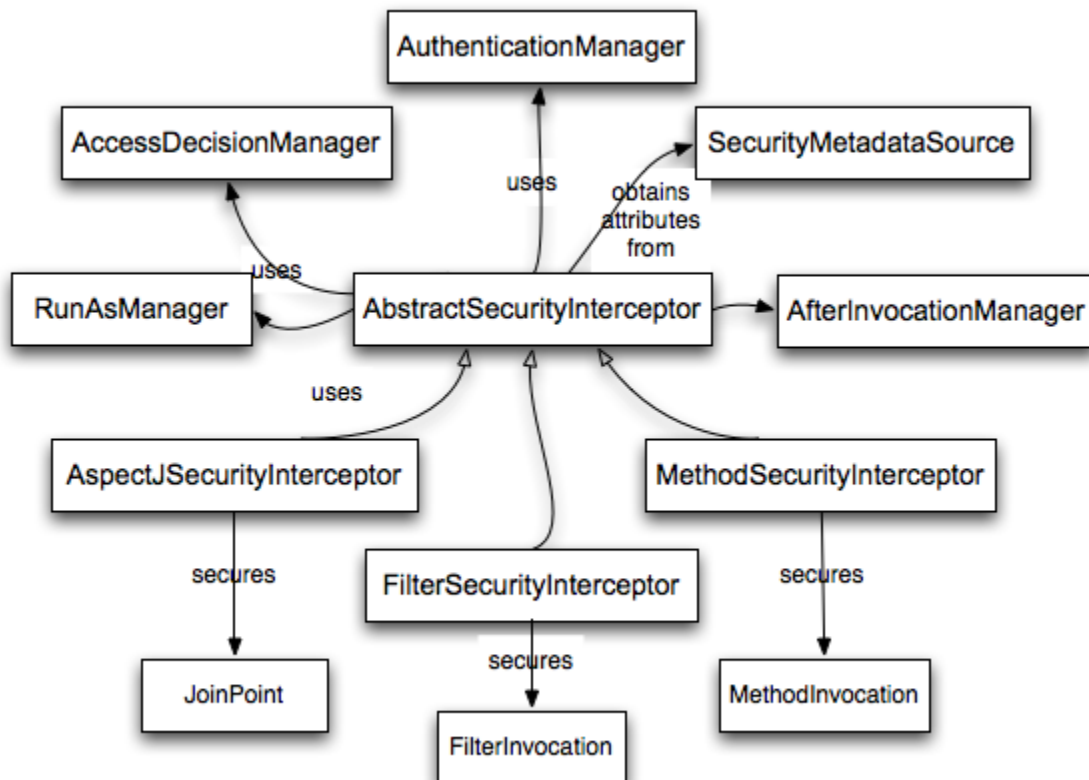 AuthenticationManager
AccessDecisionManager
SecurityMetadataSource
uses
obtains
attributes
from
uses
RunAsManager
AbstractSecurityInterceptor
AfterInvocationManager
uses
AspectJSecurityInterceptor
MethodSecurityInterceptor
secures
FilterSecurityInterceptor
secures
secures
JoinPoint
MethodInvocation
FilterInvocation